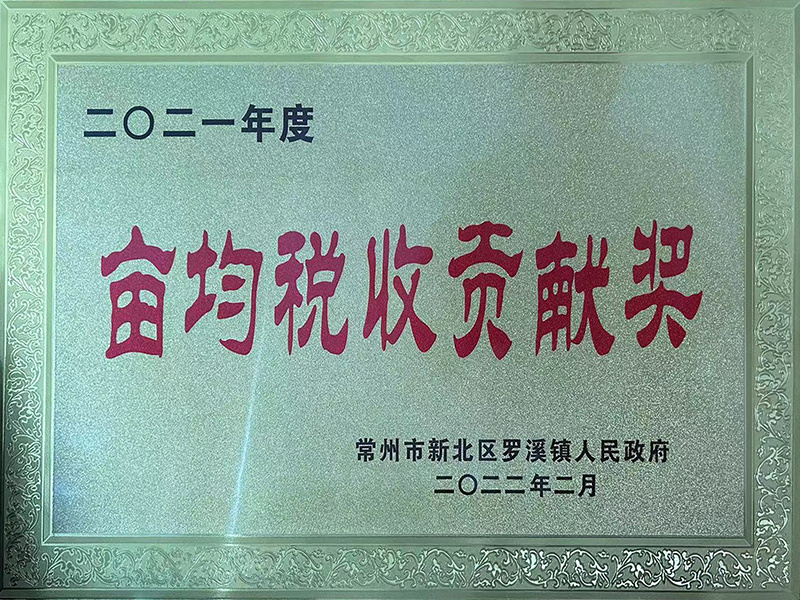 二〇二一年度
亩均税收贡献奖
常州市新北区罗溪镇人民政府
二〇二二年二月